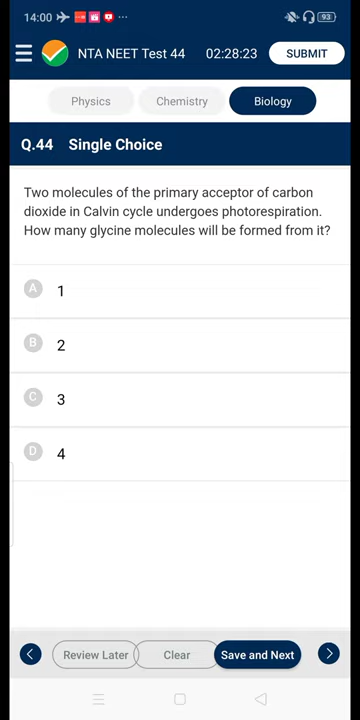 14:00 ··· 93
NTA NEET Test 44 02:28:23 SUBMIT
Physics Chemistry Biology
Q.44 Single Choice
Two molecules of the primary acceptor of carbon
dioxide in Calvin cycle undergoes photorespiration.
How many glycine molecules will be formed from it?
A 1
B 2
C 3
D 4
Review Later Clear Save and Next